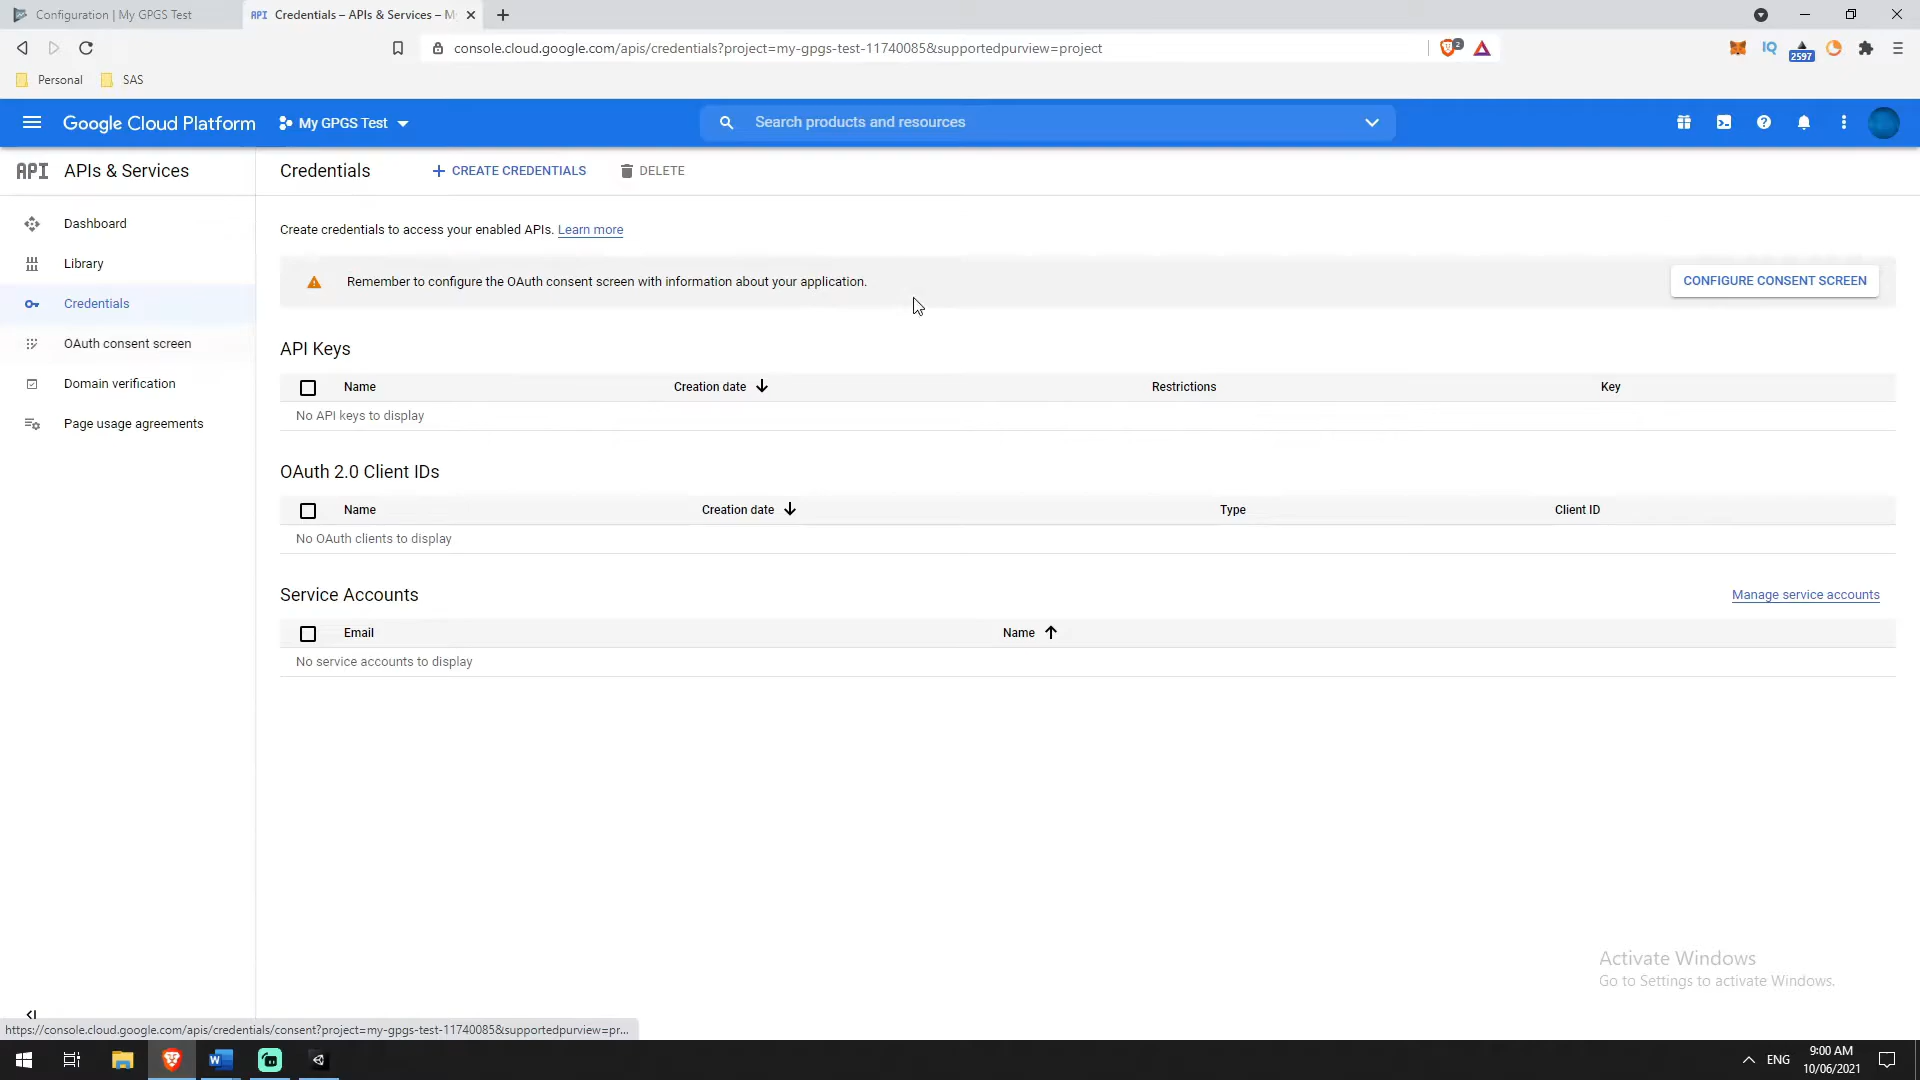 Configuration | My GPGS Test
API Credentials – APIs & Services – M
console.cloud.google.com/apis/credentials?project=my-gpgs-test-11740085&supportedpurview=project
2
IQ
2597
Personal
SAS
Google Cloud Platform
My GPGS Test
Search products and resources
API APIs & Services
Credentials
+ CREATE CREDENTIALS
DELETE
Dashboard
Library
Credentials
OAuth consent screen
Domain verification
Page usage agreements
Create credentials to access your enabled APIs. Learn more
Remember to configure the OAuth consent screen with information about your application.
CONFIGURE CONSENT SCREEN
API Keys
Name Creation date Restrictions Key
No API keys to display
OAuth 2.0 Client IDs
Name Creation date Type Client ID
No OAuth clients to display
Service Accounts
Manage service accounts
Email Name
No service accounts to display
Activate Windows
Go to Settings to activate Windows.
https://console.cloud.google.com/apis/credentials/consent?project=my-gpgs-test-11740085&supportedpurview=pr...
ENG
9:00 AM
10/06/2021